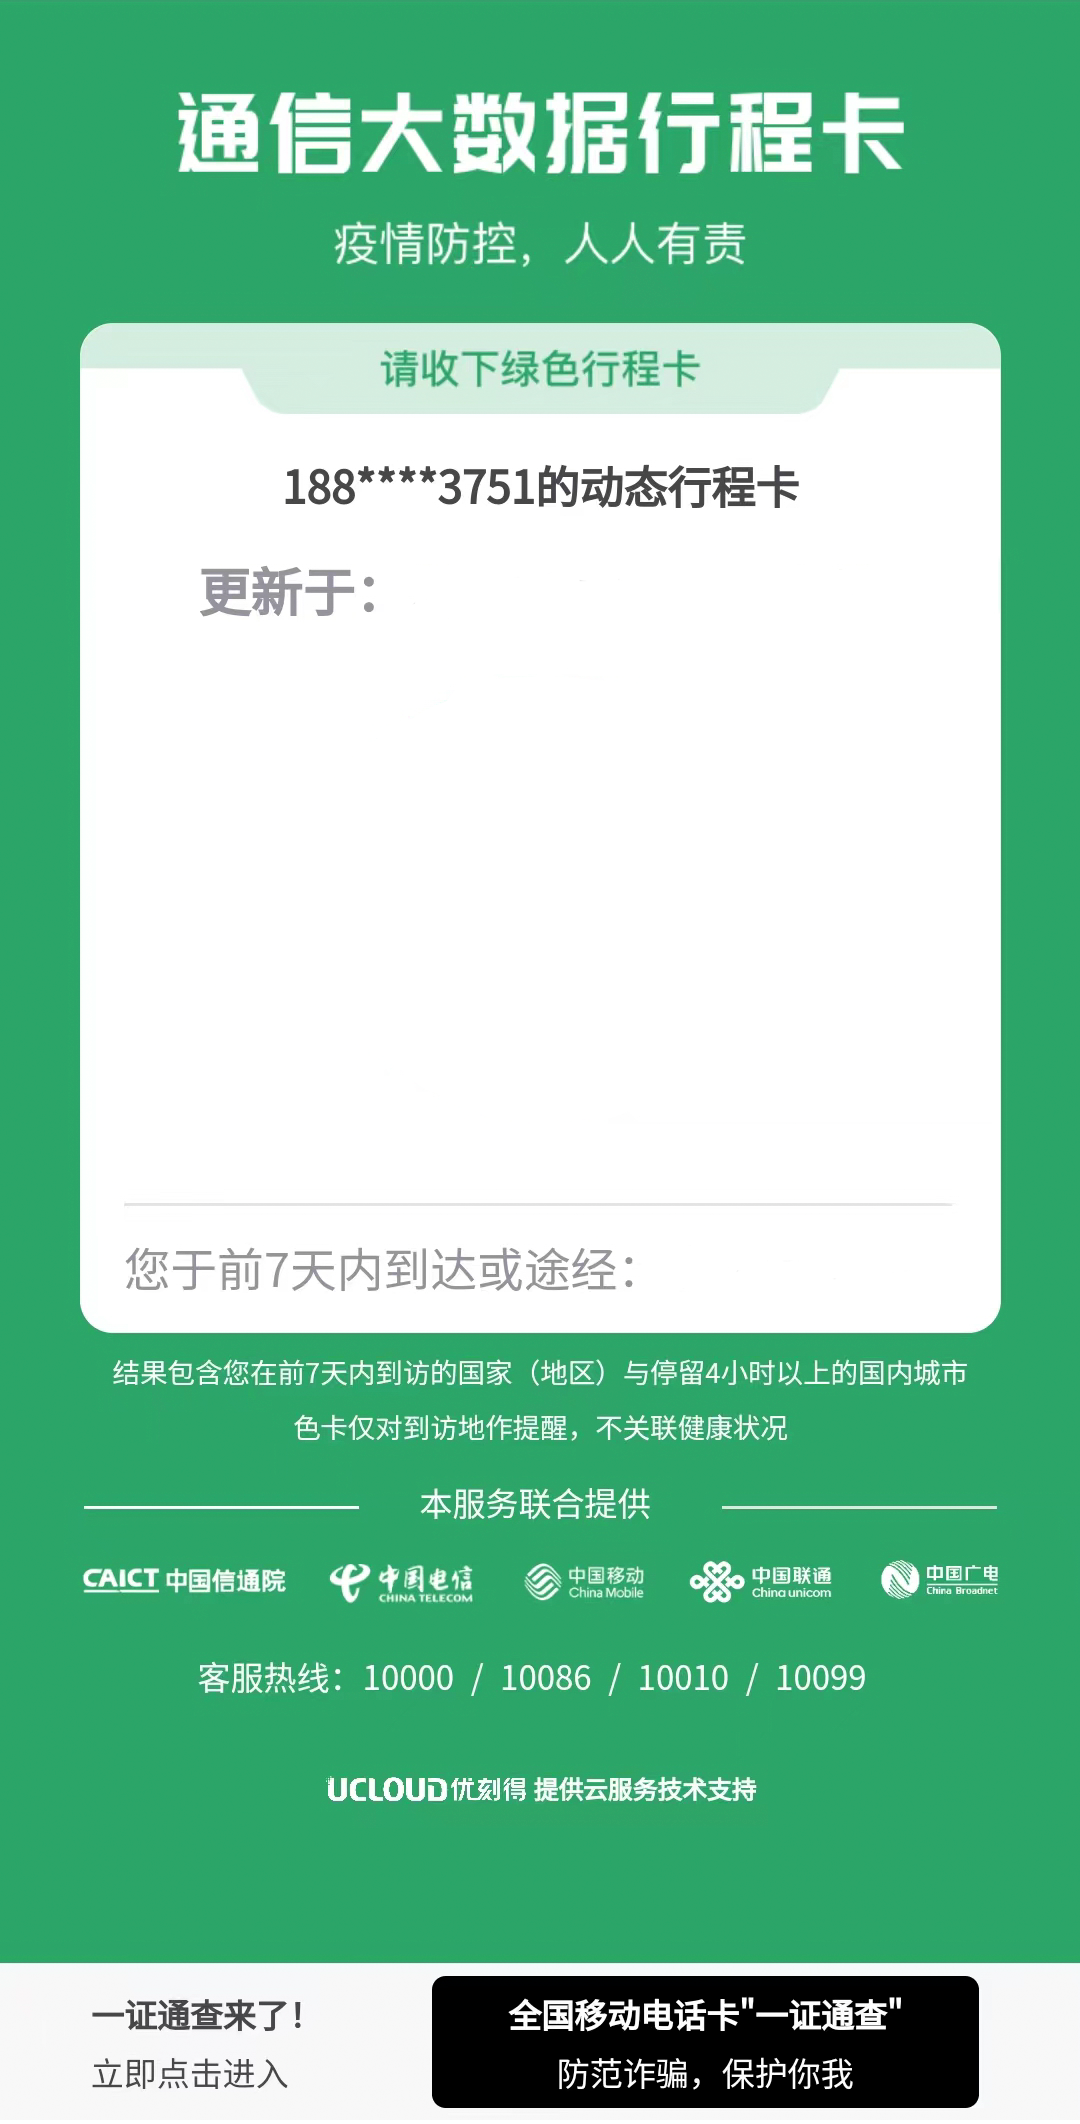 通信大数据行程卡
疫情防控，人人有责
请收下绿色行程卡
188****3751的动态行程卡
更新于：
您于前7天内到达或途经：
结果包含您在前7天内到访的国家（地区）与停留4小时以上的国内城市
色卡仅对到访地作提醒，不关联健康状况
本服务联合提供
CAICT 中国信通院 中国电信 CHINA TELECOM 中国移动 China Mobile 中国联通 China unicom 中国广电 China Broadnet
客服热线：10000 / 10086 / 10010 / 10099
UCLOUD优刻得 提供云服务技术支持
一证通查来了！
立即点击进入
全国移动电话卡"一证通查"
防范诈骗，保护你我